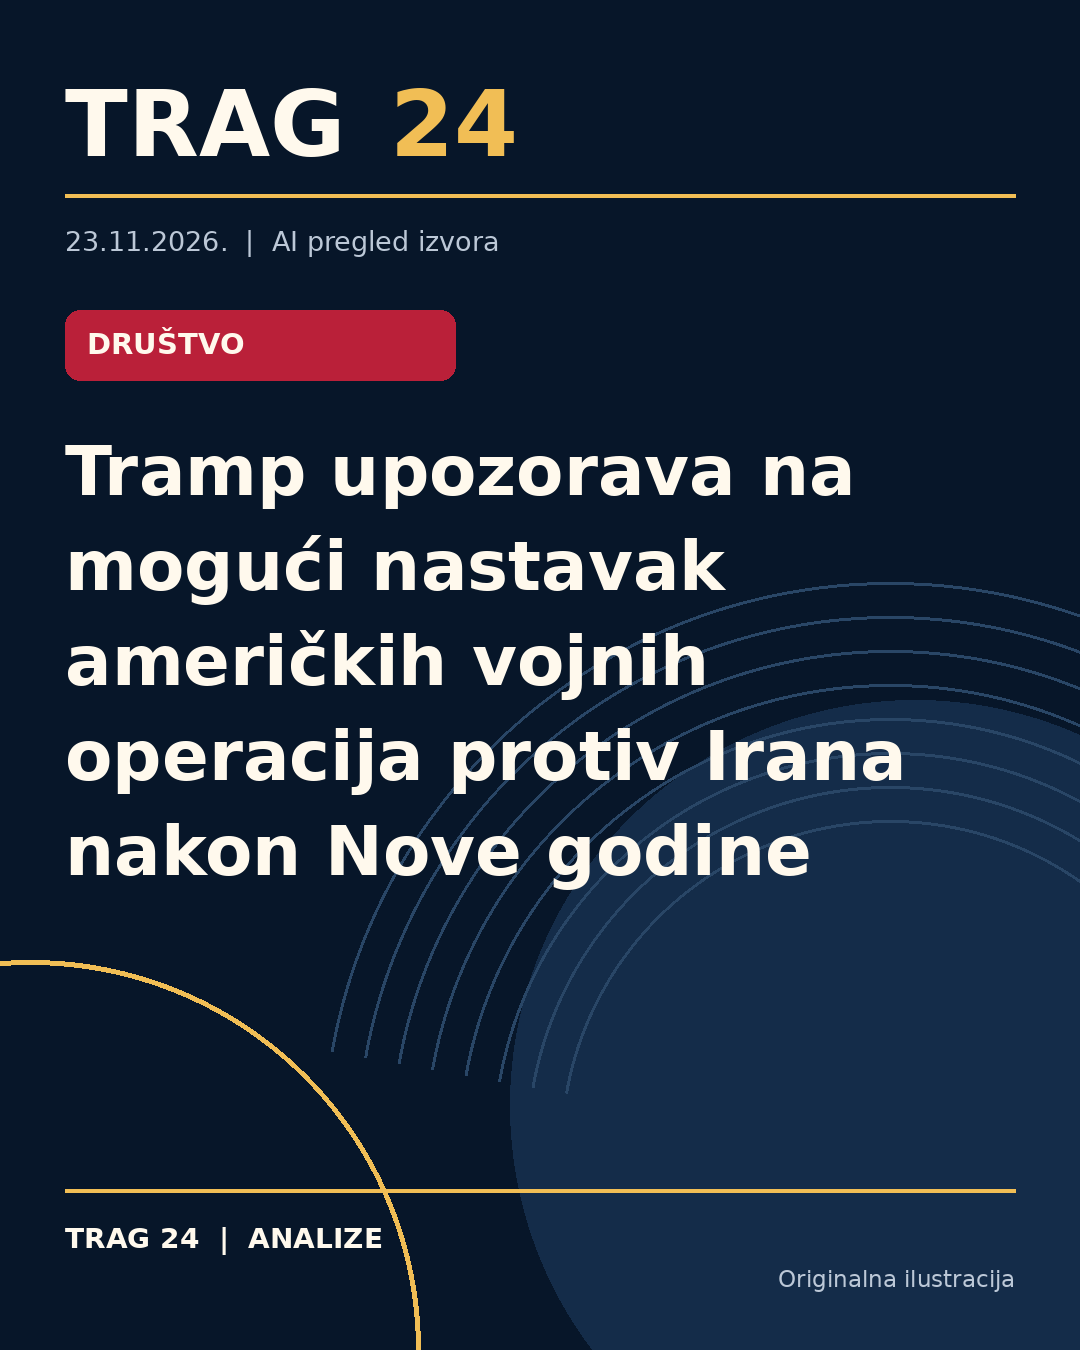 TRAG 24
23.11.2026. | AI pregled izvora
DRUŠTVO
Tramp upozorava na
mogući nastavak
američkih vojnih
operacija protiv Irana
nakon Nove godine
TRAG 24 | ANALIZE
Originalna ilustracija